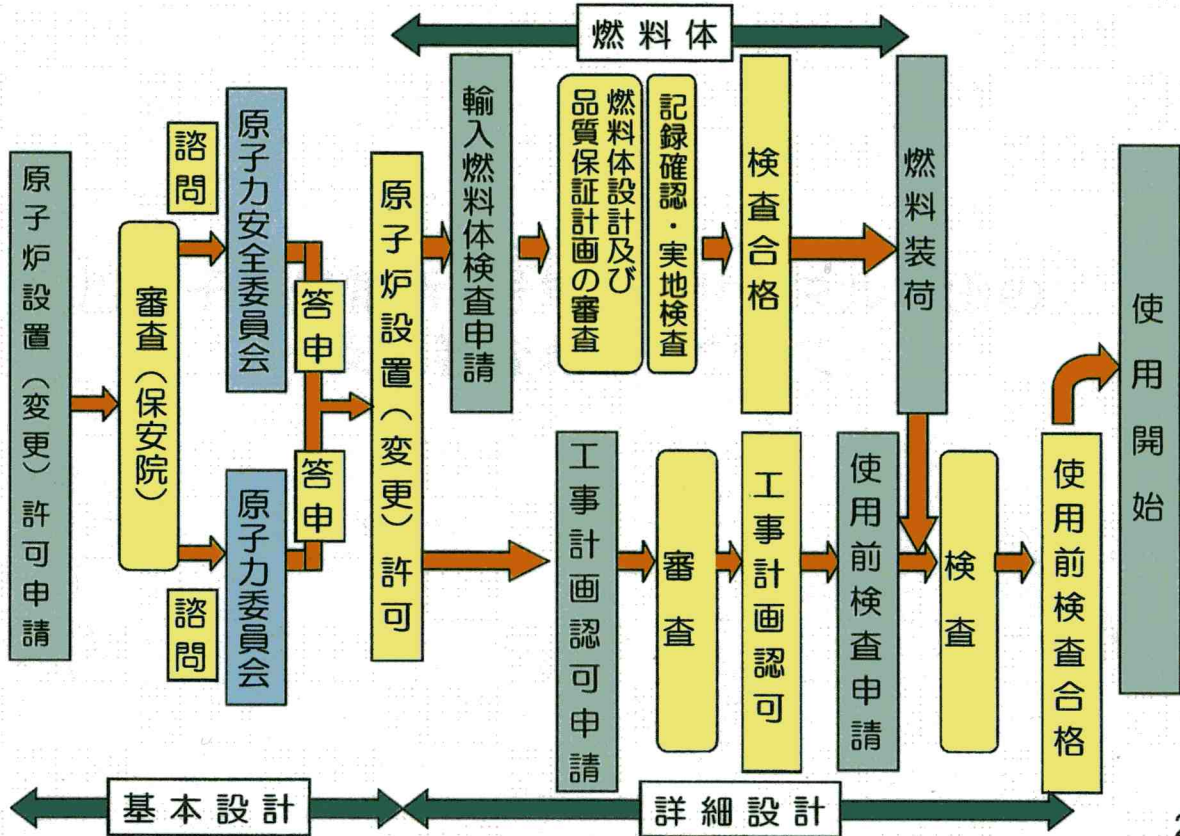 燃料体
原子炉設置（変更）許可申請
審査（保安院）
諮問
原子力安全委員会
答申
諮問
原子力委員会
答申
原子炉設置（変更）許可
輸入燃料体検査申請
燃料体設計及び
品質保証計画の審査
記録確認・実地検査
検査合格
燃料装荷
工事計画認可申請
審査
工事計画認可
使用前検査申請
検査
使用前検査合格
使用開始
基本設計
詳細設計